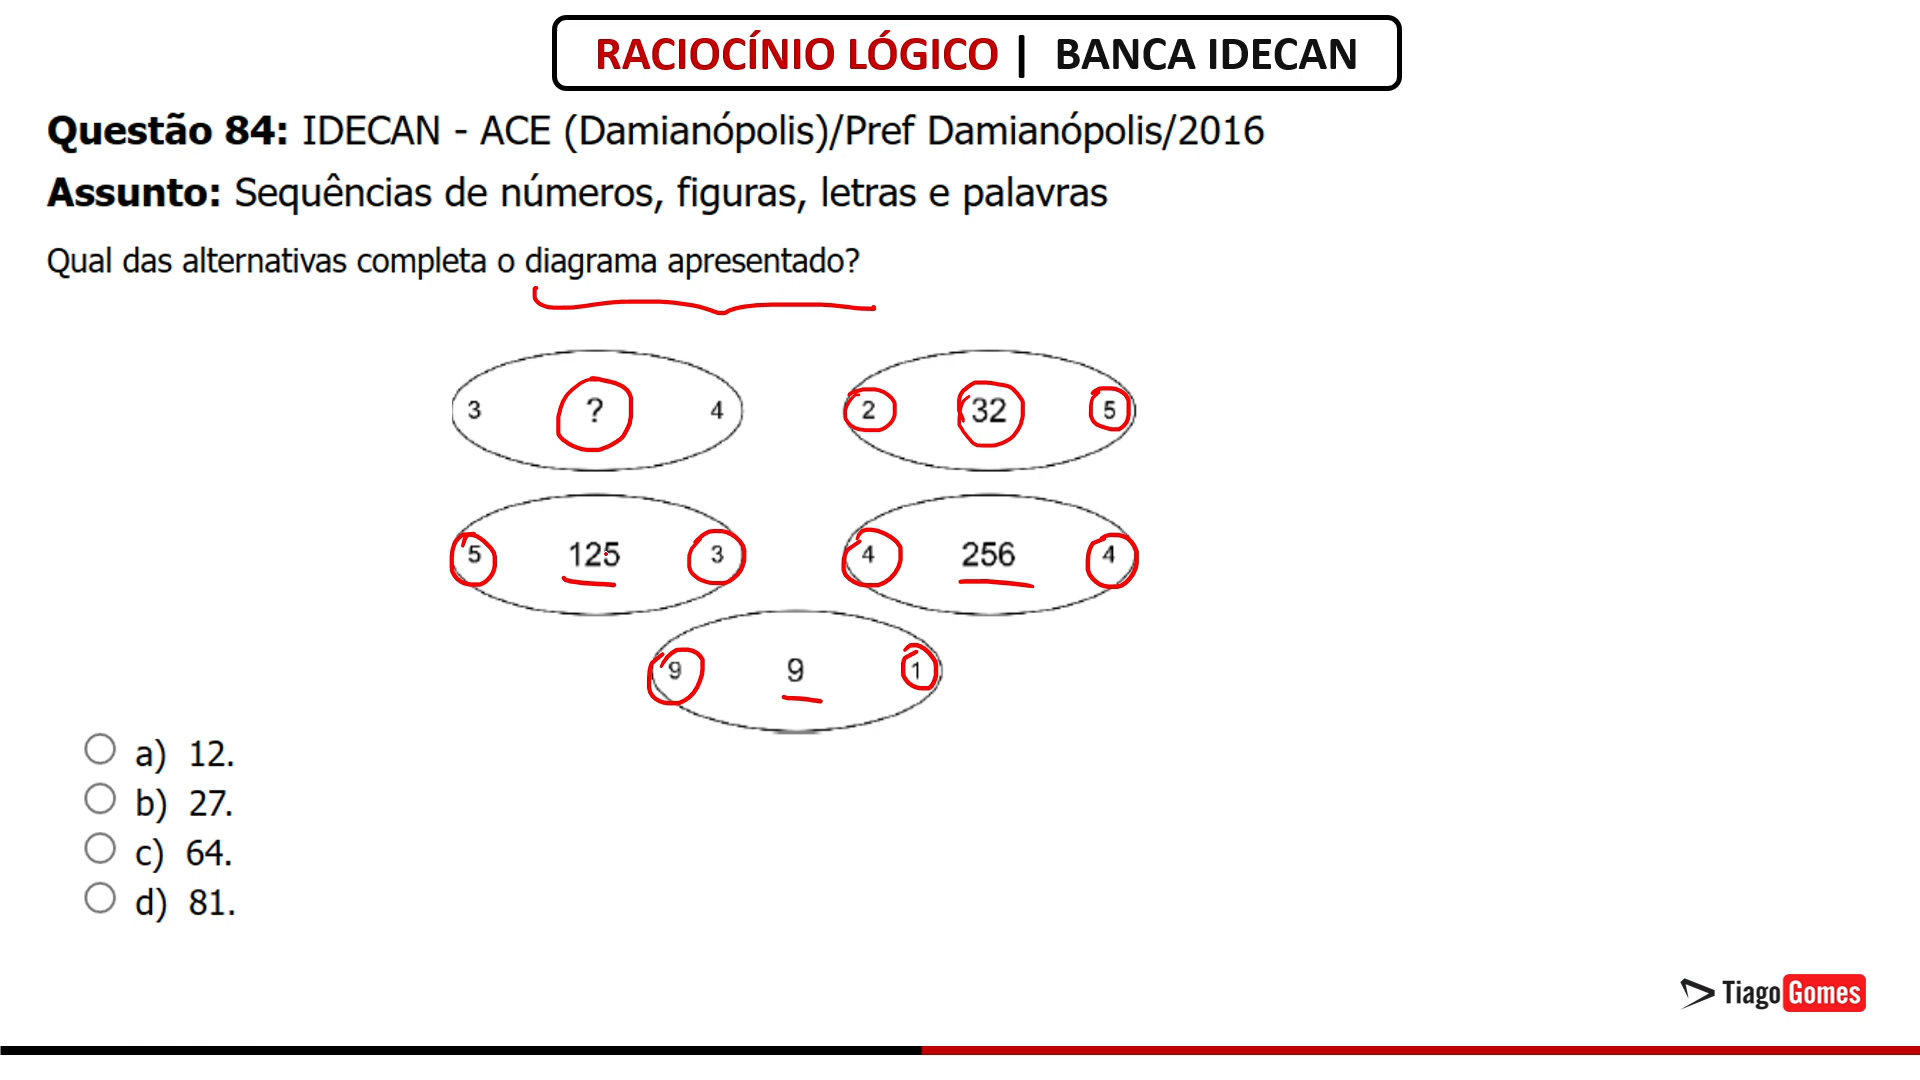 RACIOCÍNIO LÓGICO | BANCA IDECAN
Questão 84: IDECAN - ACE (Damianópolis)/Pref Damianópolis/2016
Assunto: Sequências de números, figuras, letras e palavras
Qual das alternativas completa o diagrama apresentado?
3 ? 4 2 32 5
5 125 3 4 256 4
9 9 1
a) 12.
b) 27.
c) 64.
d) 81.
Tiago Gomes